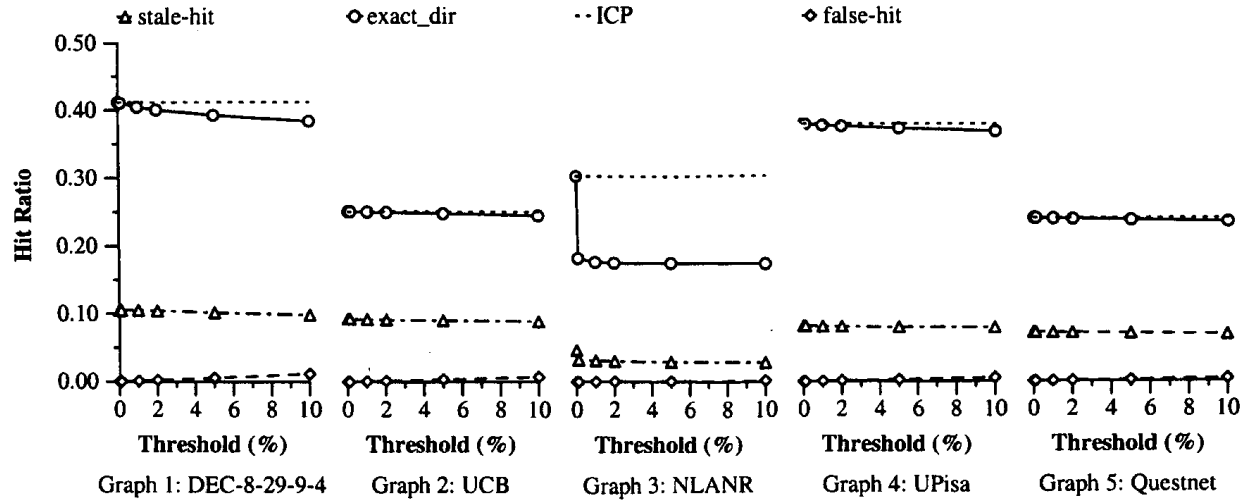 stale-hit exact_dir ICP false-hit
0.50
0.40
0.30
0.20
0.10
0.00
Hit Ratio
0 2 4 6 8 10 0 2 4 6 8 10 0 2 4 6 8 10 0 2 4 6 8 10 0 2 4 6 8 10
Threshold (%) Threshold (%) Threshold (%) Threshold (%) Threshold (%)
Graph 1: DEC-8-29-9-4 Graph 2: UCB Graph 3: NLANR Graph 4: UPisa Graph 5: Questnet